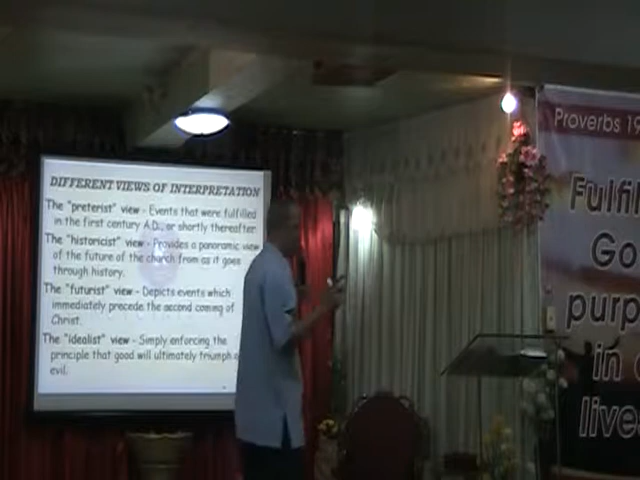 DIFFERENT VIEWS OF INTERPRETATION
The "preterist" view - Events that were fulfilled
in the first century A.D., or shortly thereafter
The "historicist" view - Provides a panoramic view
of the future of the church from as it goes
through history.
The "futurist" view - Depicts events which
immediately precede the second coming of
Christ.
The "idealist" view - Simply enforcing the
principle that good will ultimately triumph
evil.
Proverbs 19
Fulfil
Go
purp
in
lives